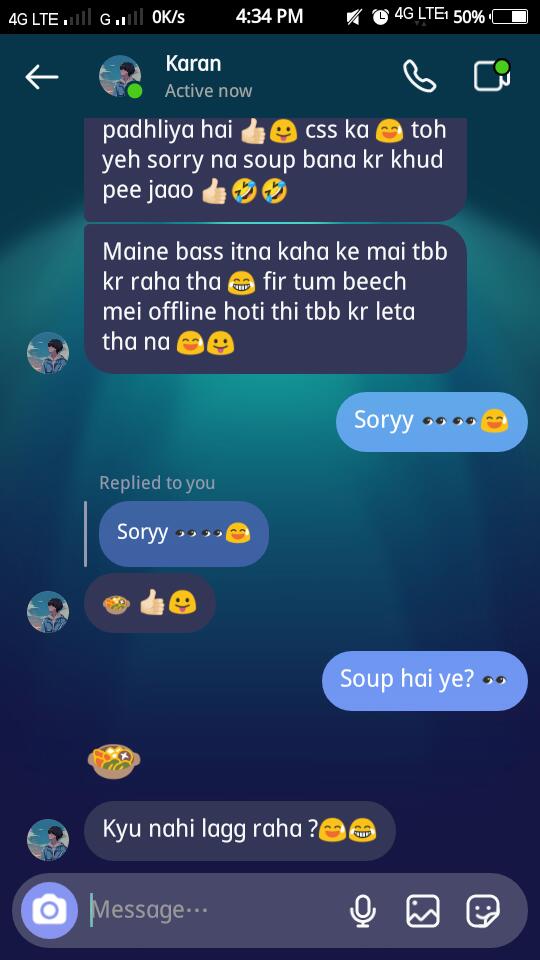 4G LTE G 0K/s 4:34 PM 4G LTE 50%
Karan
Active now
padhliya hai 👍🏻😛 css ka 😅 toh
yeh sorry na soup bana kr khud
pee jaao 👍🏻🤣🤣
Maine bass itna kaha ke mai tbb
kr raha tha 😂 fir tum beech
mei offline hoti thi tbb kr leta
tha na 😅😛
Soryy 👀👀😅
Replied to you
Soryy 👀👀😅
🍲 👍🏻😛
Soup hai ye? 👀
🍲
Kyu nahi lagg raha ?😅😂
Message···